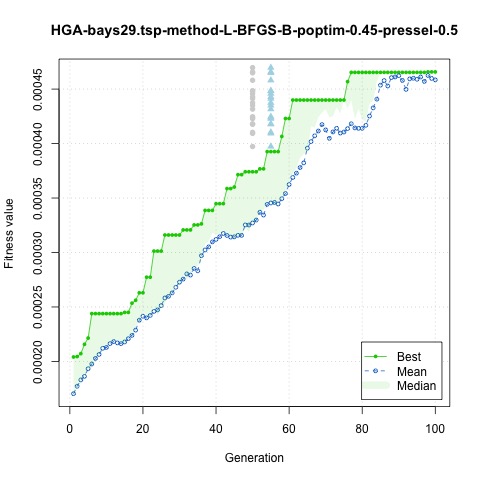 HGA-bays29.tsp-method-L-BFGS-B-poptim-0.45-pressel-0.5
Fitness value
0.00045
0.00040
0.00035
0.00030
0.00025
0.00020
Best
Mean
Median
0 20 40 60 80 100
Generation